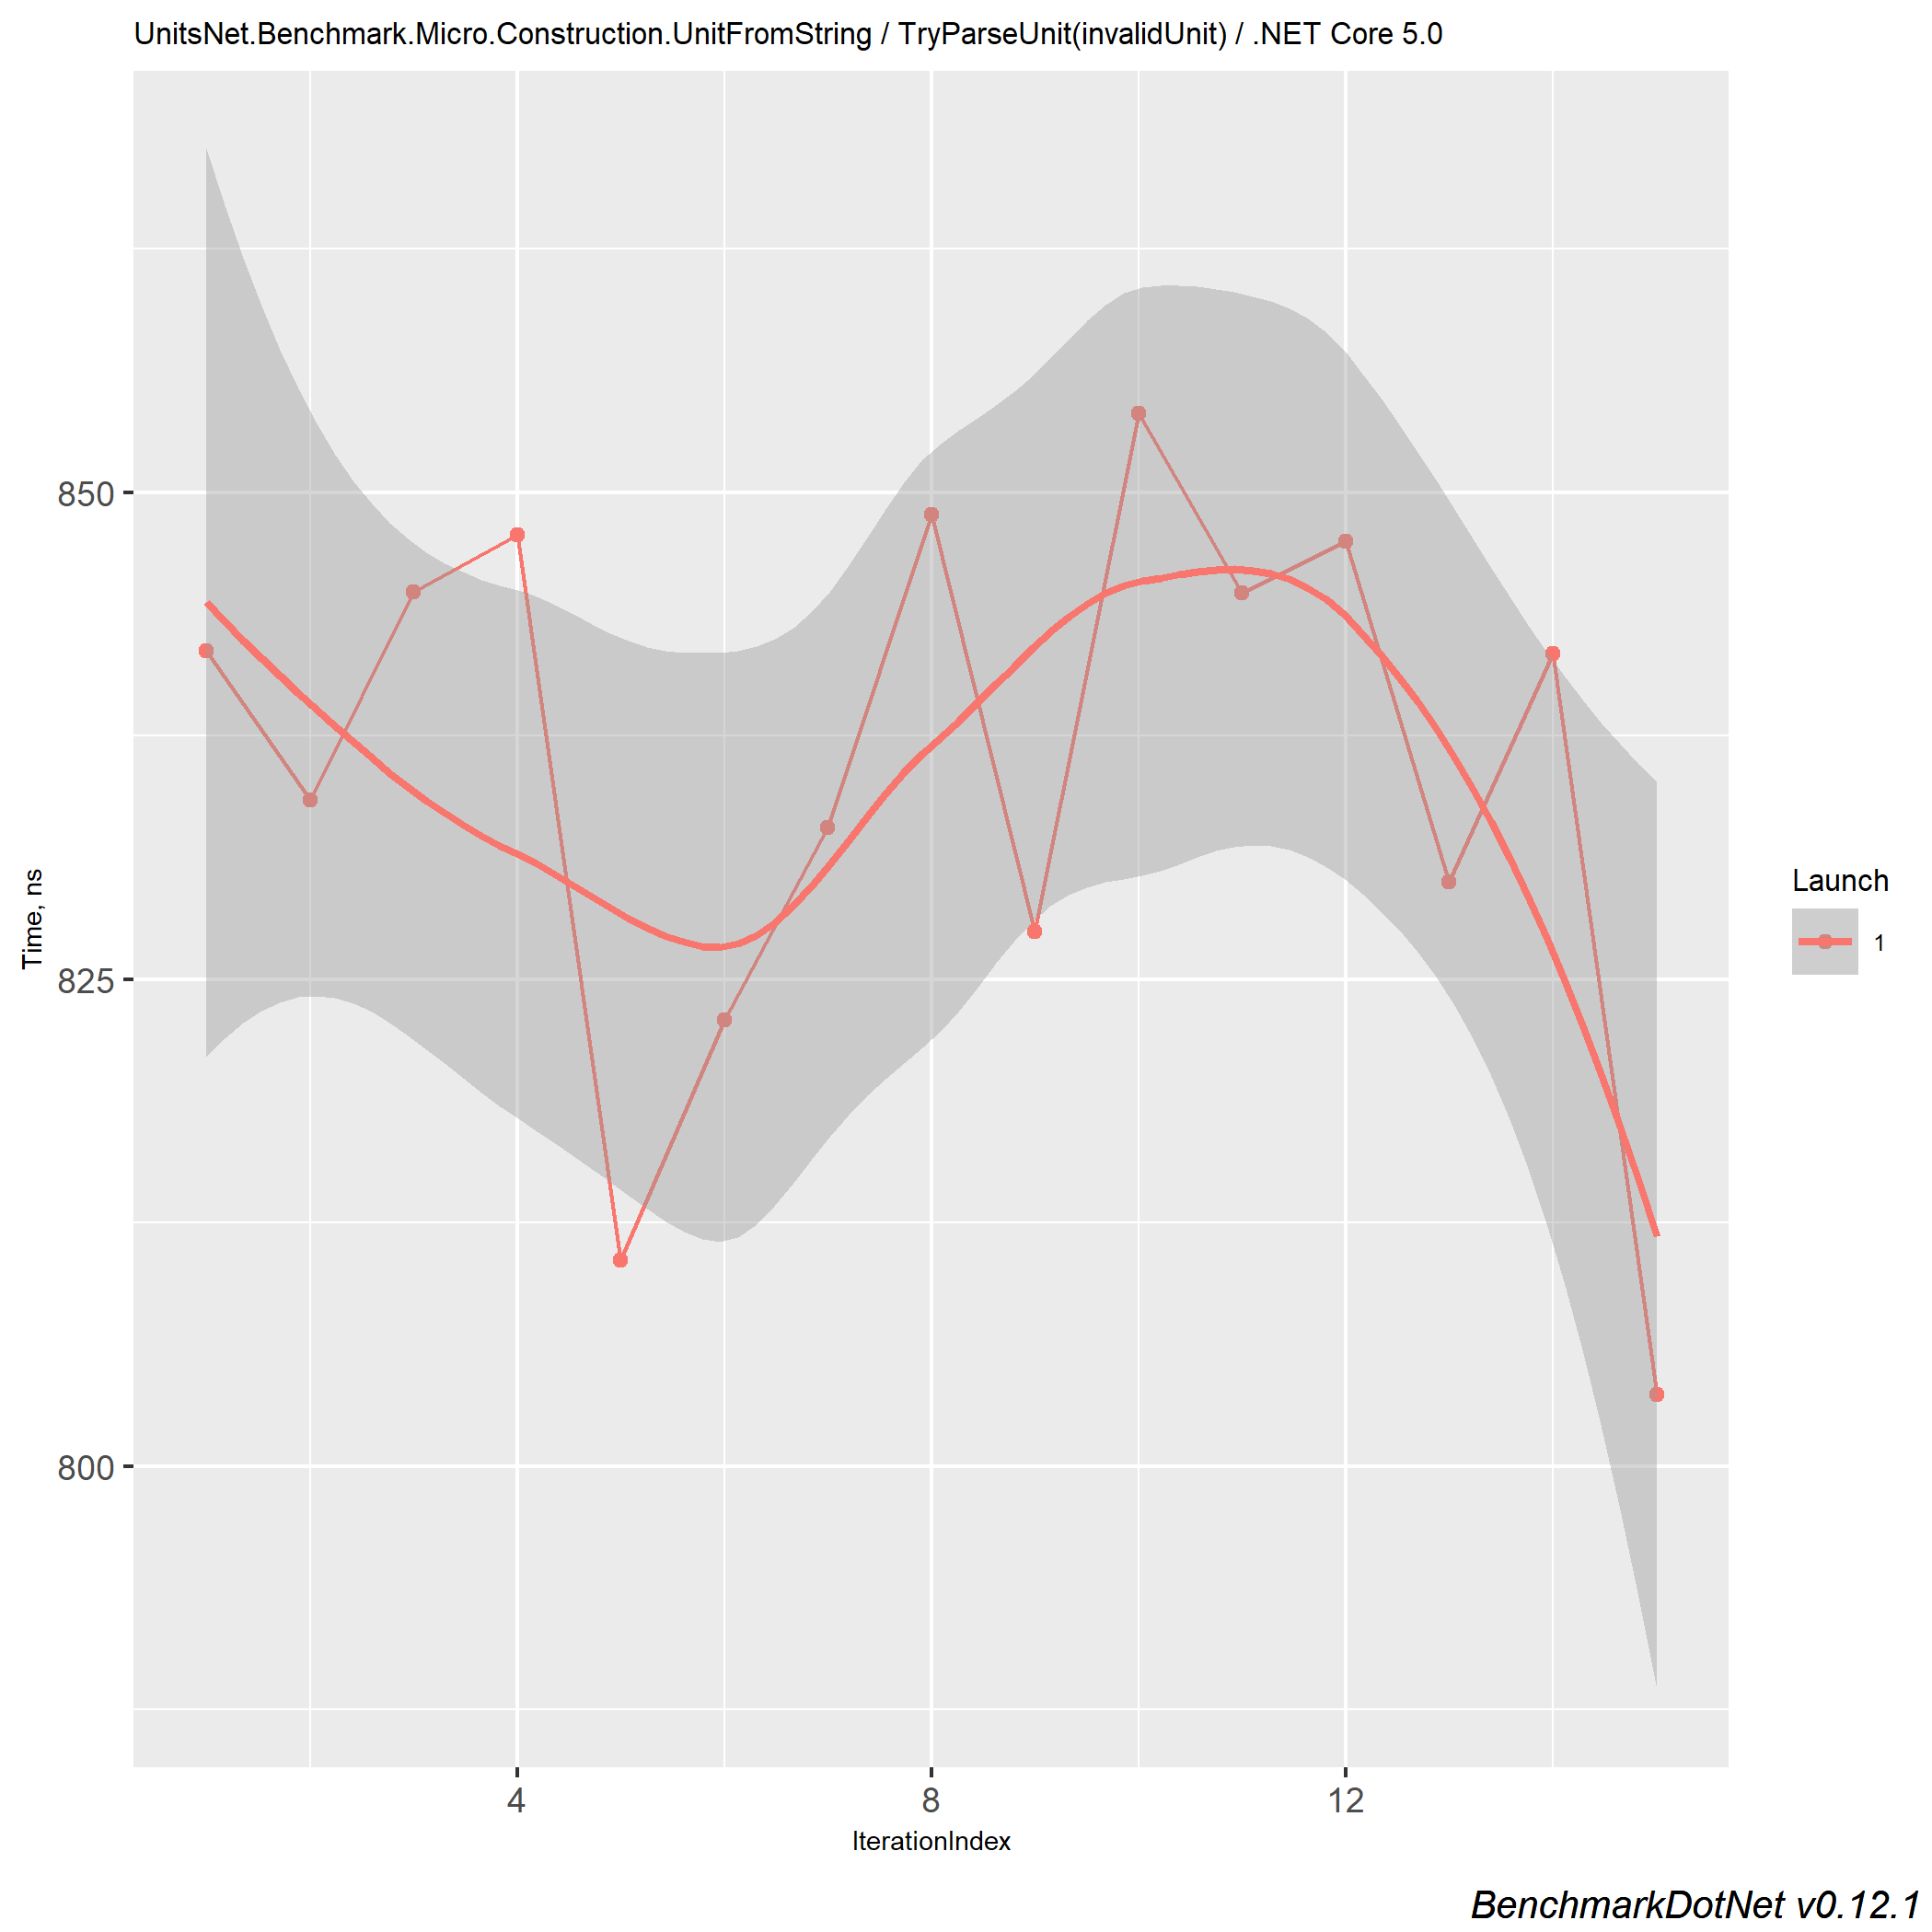 UnitsNet.Benchmark.Micro.Construction.UnitFromString / TryParseUnit(invalidUnit) / .NET Core 5.0
850
825
800
Time, ns
4
8
12
IterationIndex
Launch
1
BenchmarkDotNet v0.12.1